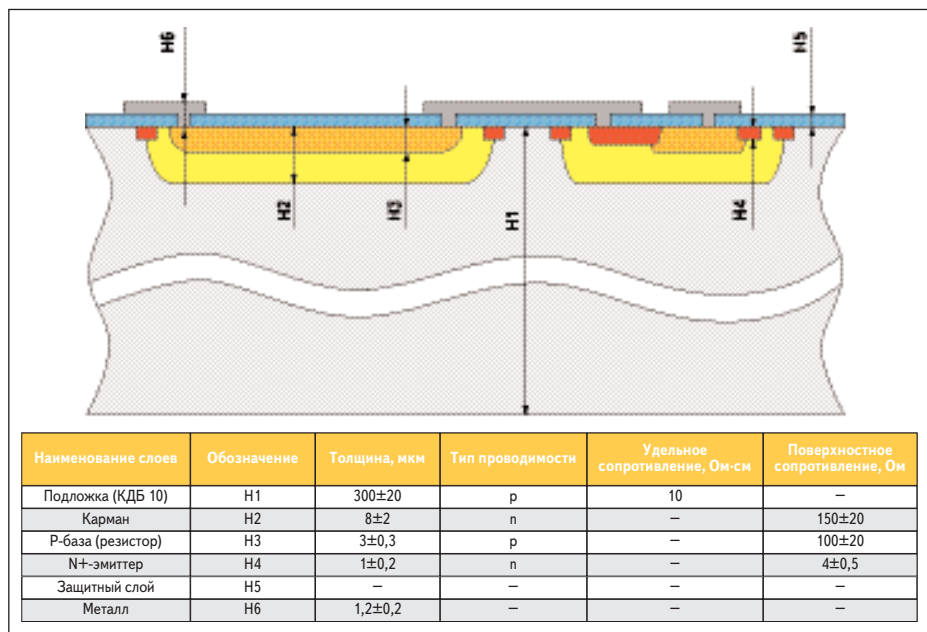 H6
H5
H2
H3
H1
H4
Наименование слоев Обозначение Толщина, мкм Тип проводимости Удельное сопротивление, Ом·см Поверхностное сопротивление, Ом
Подложка (КДБ 10) H1 300±20 p 10 –
Карман H2 8±2 n – 150±20
Р-база (резистор) H3 3±0,3 p – 100±20
N+-эмиттер H4 1±0,2 n – 4±0,5
Защитный слой H5 – – – –
Металл H6 1,2±0,2 – – –